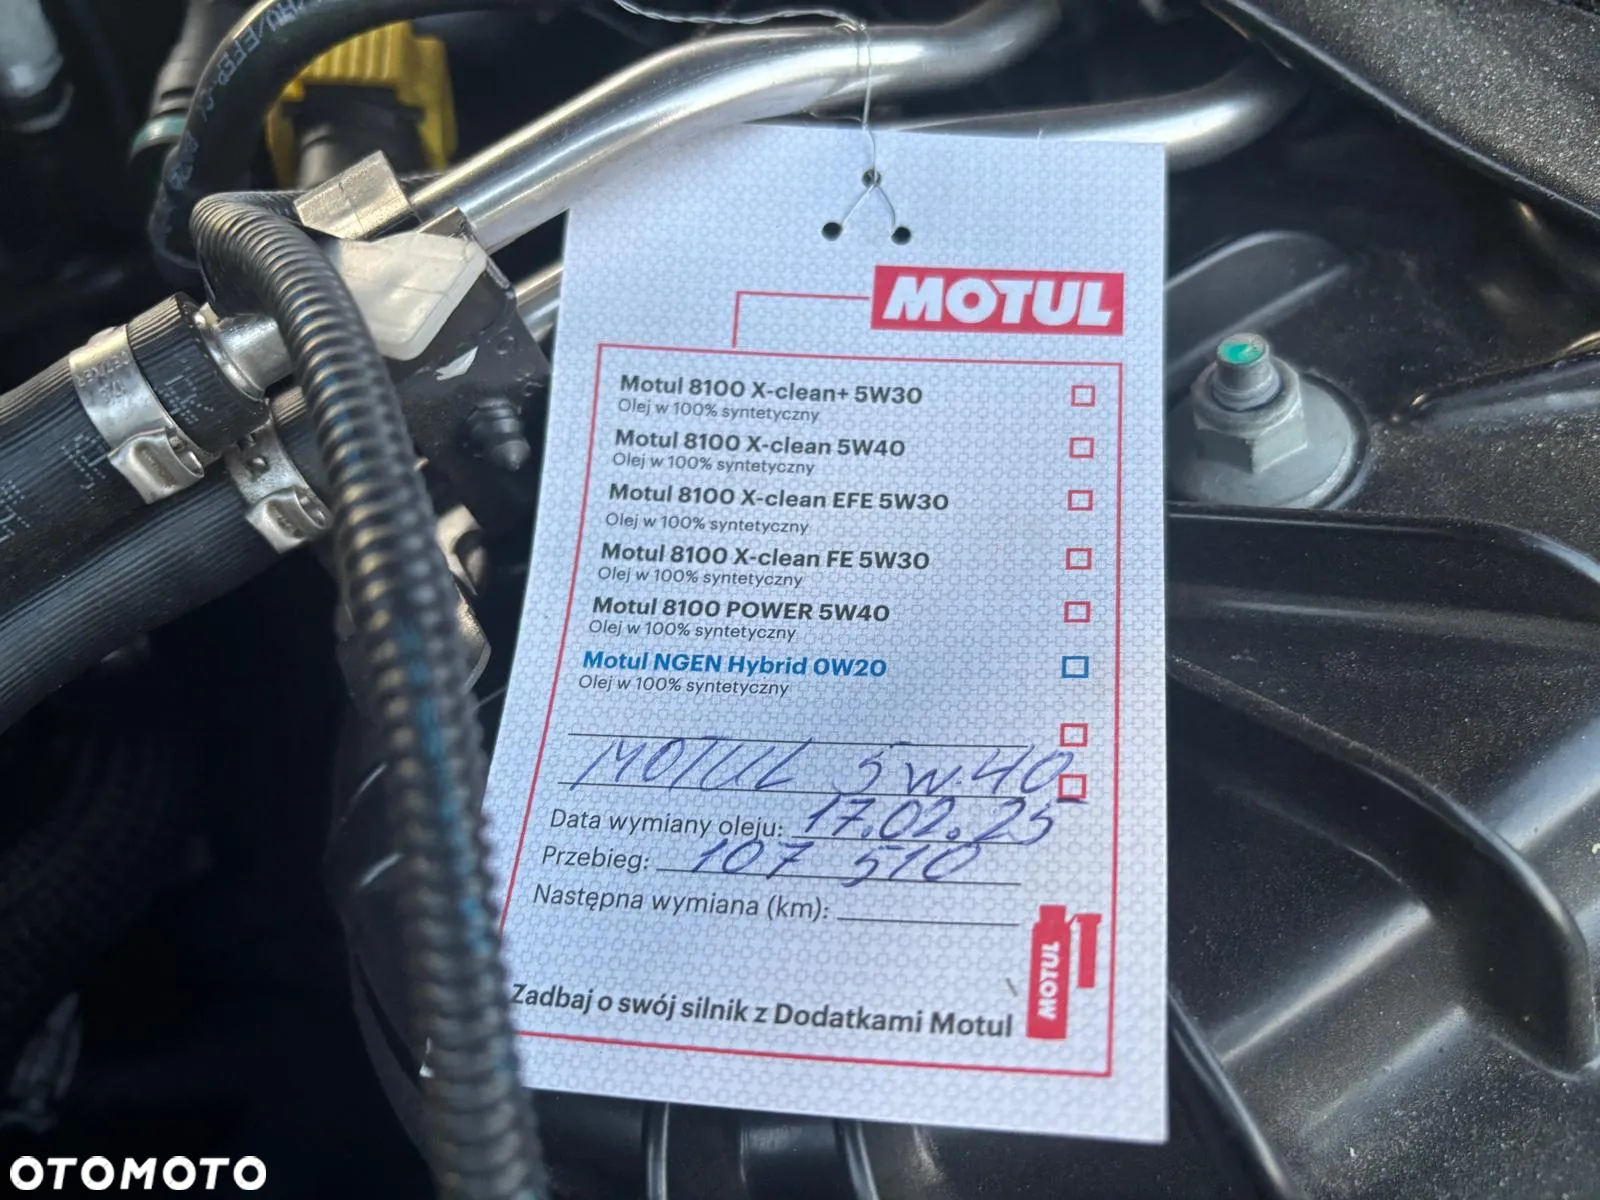 MOTUL
Motul 8100 X-clean+ 5W30
Olej w 100% syntetyczny
Motul 8100 X-clean 5W40
Olej w 100% syntetyczny
Motul 8100 X-clean EFE 5W30
Olej w 100% syntetyczny
Motul 8100 X-clean FE 5W30
Olej w 100% syntetyczny
Motul 8100 POWER 5W40
Olej w 100% syntetyczny
Motul NGEN Hybrid 0W20
Olej w 100% syntetyczny
MOTUL 5W.40
Data wymiany oleju: 17.02.25
Przebieg: 107 510
Następna wymiana (km):
MOTUL
Zadbaj o swój silnik z Dodatkami Motul
OTOMOTO